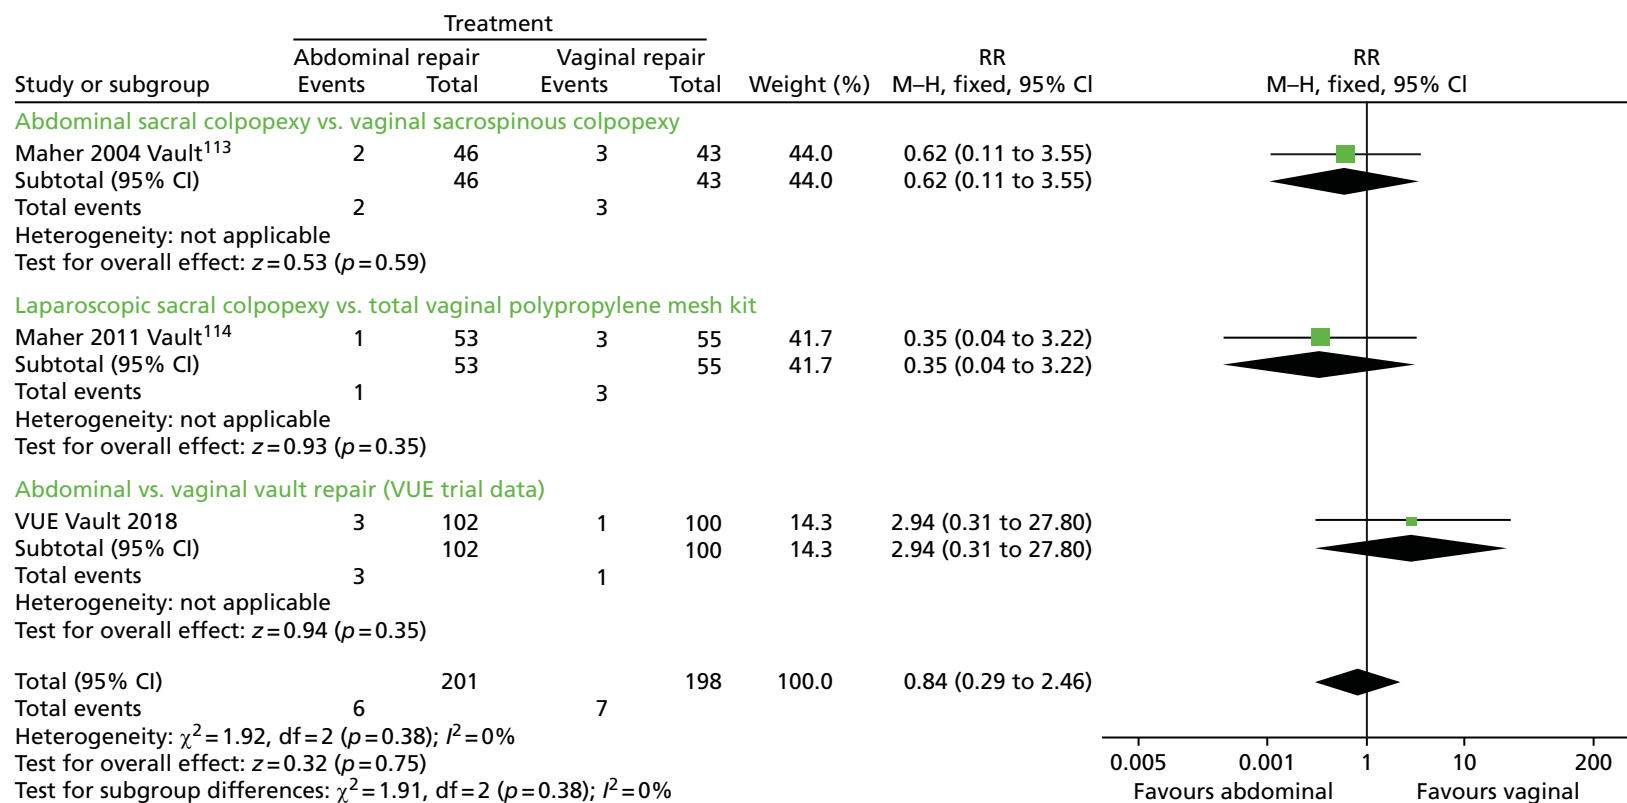 Treatment
Abdominal repair Vaginal repair RR RR
Study or subgroup Events Total Events Total Weight (%) M–H, fixed, 95% CI M–H, fixed, 95% CI
Abdominal sacral colpopexy vs. vaginal sacrospinous colpopexy
Maher 2004 Vault113 2 46 3 43 44.0 0.62 (0.11 to 3.55)
Subtotal (95% CI) 46 43 44.0 0.62 (0.11 to 3.55)
Total events 2 3
Heterogeneity: not applicable
Test for overall effect: z=0.53 (p=0.59)
Laparoscopic sacral colpopexy vs. total vaginal polypropylene mesh kit
Maher 2011 Vault114 1 53 3 55 41.7 0.35 (0.04 to 3.22)
Subtotal (95% CI) 53 55 41.7 0.35 (0.04 to 3.22)
Total events 1 3
Heterogeneity: not applicable
Test for overall effect: z=0.93 (p=0.35)
Abdominal vs. vaginal vault repair (VUE trial data)
VUE Vault 2018 3 102 1 100 14.3 2.94 (0.31 to 27.80)
Subtotal (95% CI) 102 100 14.3 2.94 (0.31 to 27.80)
Total events 3 1
Heterogeneity: not applicable
Test for overall effect: z=0.94 (p=0.35)
Total (95% CI) 201 198 100.0 0.84 (0.29 to 2.46)
Total events 6 7
Heterogeneity: χ2=1.92, df=2 (p=0.38); I2=0%
Test for overall effect: z=0.32 (p=0.75)
Test for subgroup differences: χ2=1.91, df=2 (p=0.38); I2=0%
0.005 0.001 1 10 200
Favours abdominal Favours vaginal